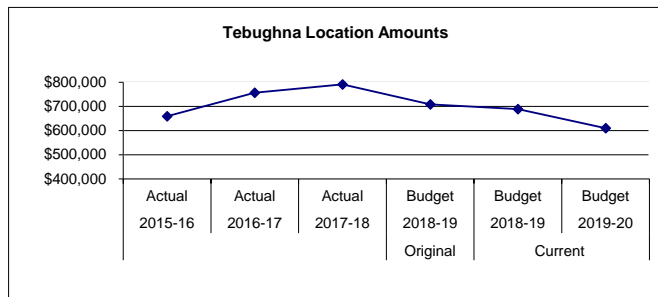 Tebughna Location Amounts
$800,000
$700,000
$600,000
$500,000
$400,000
Actual Actual Actual Budget Budget Budget
2015-16 2016-17 2017-18 2018-19 2018-19 2019-20
Original Current